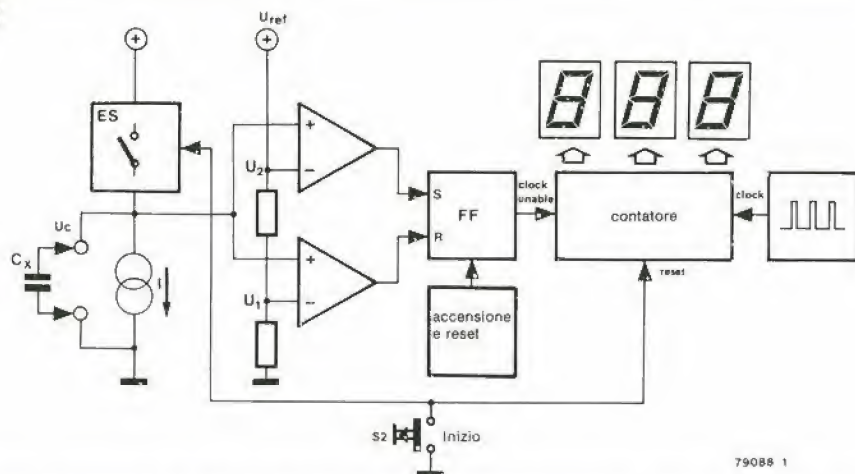 Uref
ES
U2
Uc
Cx
I
U1
+
-
+
-
S
R
FF
clock
unable
contatore
clock
reset
accensione
e reset
S2
Inizio
79088 1